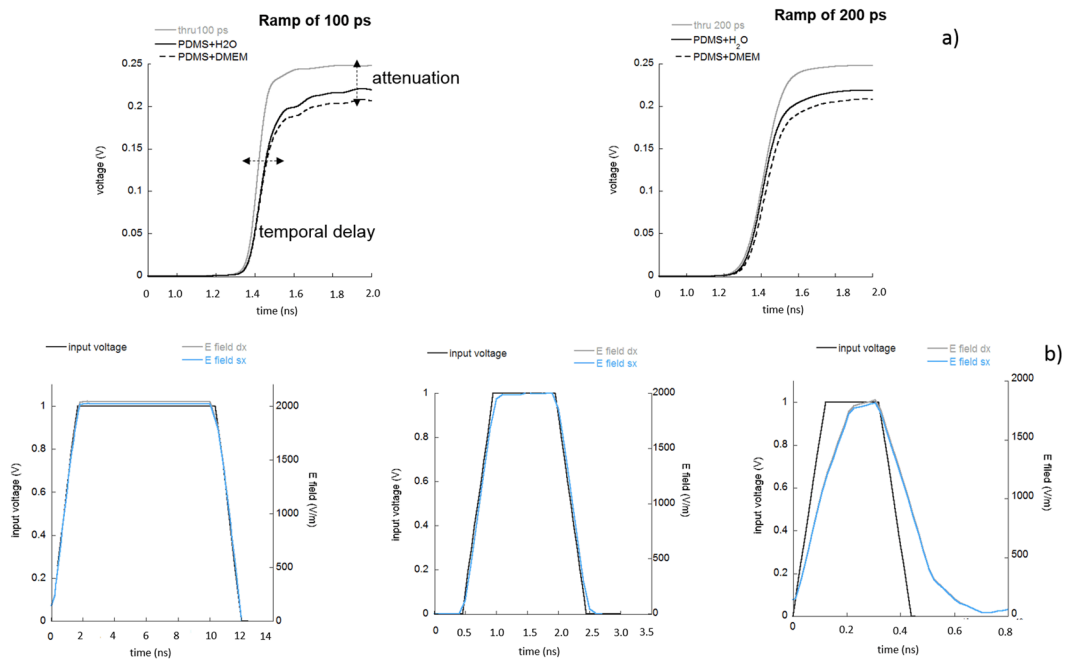 Ramp of 100 ps
thru100 ps
PDMS+H2O
PDMS+DMEM
0.25
0.2
0.15
0.1
0.05
0
voltage (V)
attenuation
temporal delay
0 1.0 1.2 1.4 1.6 1.8 2.0
time (ns)
Ramp of 200 ps
a)
thru 200 ps
PDMS+H2O
PDMS+DMEM
0.25
0.2
0.15
0.1
0.05
0
voltage (V)
0 1.0 1.2 1.4 1.6 1.8 2.0
time (ns)
b)
input voltage
E field dx
E field sx
1
0.8
0.6
0.4
0.2
0
input voltage (V)
2000
1500
1000
500
0
E flied (V/m)
0 2 4 6 8 10 12 14
time (ns)
input voltage
E field dx
E field sx
1
0.8
0.6
0.4
0.2
0
input voltage (V)
2000
1500
2000
500
0
E flied (V/m)
0 0.5 1.0 1.5 2.0 2.5 3.0 3.5
time (ns)
input voltage
E field dx
E field sx
1
0.8
0.6
0.4
0.2
0
input voltage (V)
2000
1500
1000
500
0
E flied (V/m)
0 0.2 0.4 0.6 0.8
time (ns)